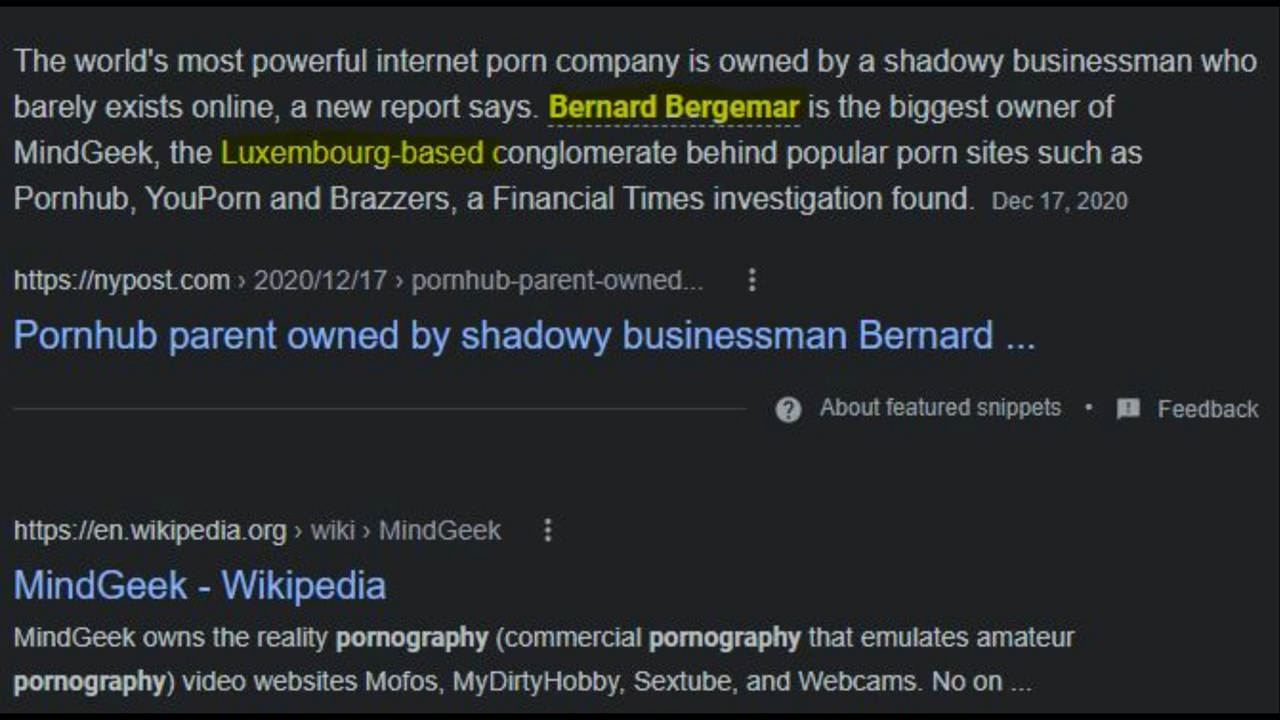 The world's most powerful internet porn company is owned by a shadowy businessman who
barely exists online, a new report says. Bernard Bergemar is the biggest owner of
MindGeek, the Luxembourg-based conglomerate behind popular porn sites such as
Pornhub, YouPorn and Brazzers, a Financial Times investigation found. Dec 17, 2020
https://nypost.com › 2020/12/17 › pornhub-parent-owned...
Pornhub parent owned by shadowy businessman Bernard ...
About featured snippets • Feedback
https://en.wikipedia.org › wiki › MindGeek
MindGeek - Wikipedia
MindGeek owns the reality pornography (commercial pornography that emulates amateur
pornography) video websites Mofos, MyDirtyHobby, Sextube, and Webcams. No on ...